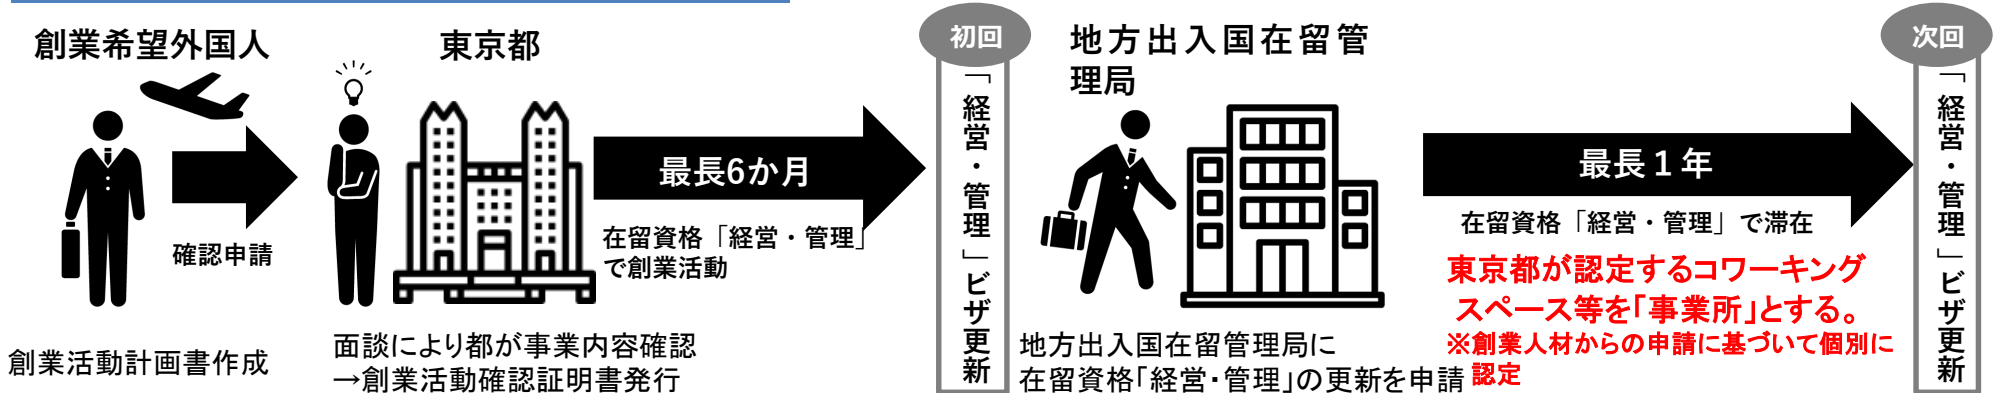 創業希望外国人
確認申請
創業活動計画書作成
東京都
面談により都が事業内容確認
→創業活動確認証明書発行
最長6か月
在留資格「経営・管理」
で創業活動
初回
「経営・管理」ビザ更新
地方出入国在留管
理局
地方出入国在留管理局に
在留資格「経営・管理」の更新を申請
最長１年
在留資格「経営・管理」で滞在
東京都が認定するコワーキング
スペース等を「事業所」とする。
※創業人材からの申請に基づいて個別に
認定
次回
「経営・管理」ビザ更新